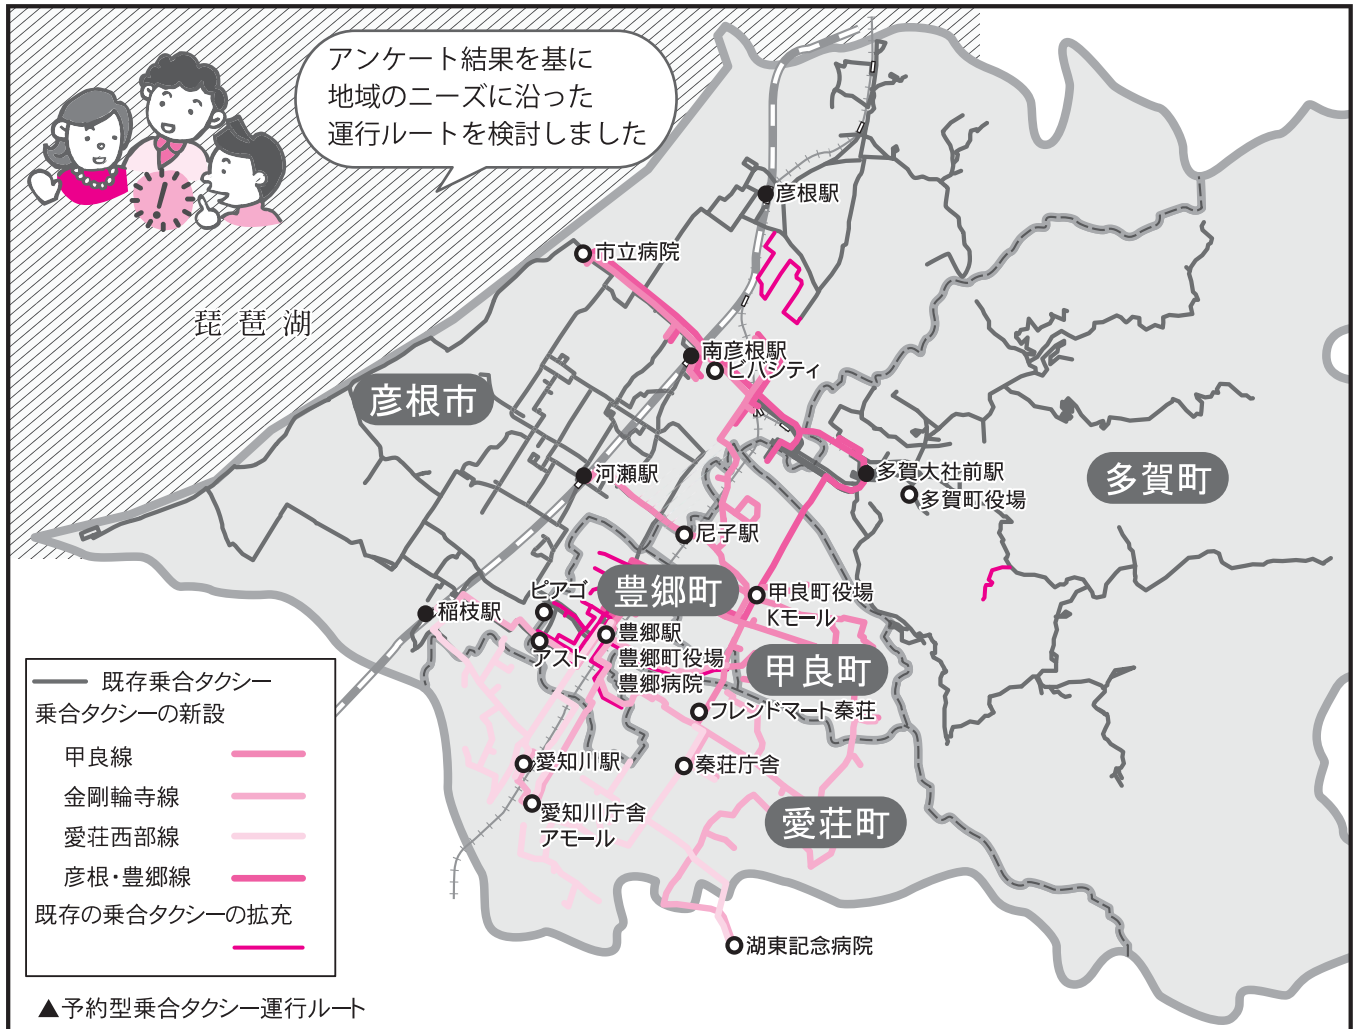 アンケート結果を基に
地域のニーズに沿った
運行ルートを検討しました
彦根駅
市立病院
琵琶湖
南彦根駅
ビバシティ
彦根市
多賀大社前駅
多賀町役場
多賀町
河瀬駅
尼子駅
豊郷町
ピアゴ
甲良町役場
Kモール
稲枝駅
豊郷駅
豊郷町役場
豊郷病院
アスト
甲良町
フレンドマート秦荘
愛知川駅
秦荘庁舎
愛知川庁舎
アモール
愛荘町
湖東記念病院
既存乗合タクシー
乗合タクシーの新設
甲良線
金剛輪寺線
愛荘西部線
彦根・豊郷線
既存の乗合タクシーの拡充
▲予約型乗合タクシー運行ルート